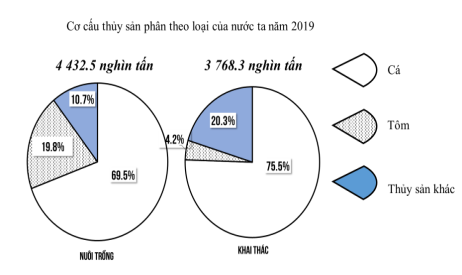 Cơ cấu thủy sản phân theo loại của nước ta năm 2019
4 432.5 nghìn tấn
3 768.3 nghìn tấn
Cá
10.7%
20.3%
Tôm
4.2%
19.8%
69.5%
75.5%
Thủy sản khác
NUÔI TRỒNG
KHAI THÁC